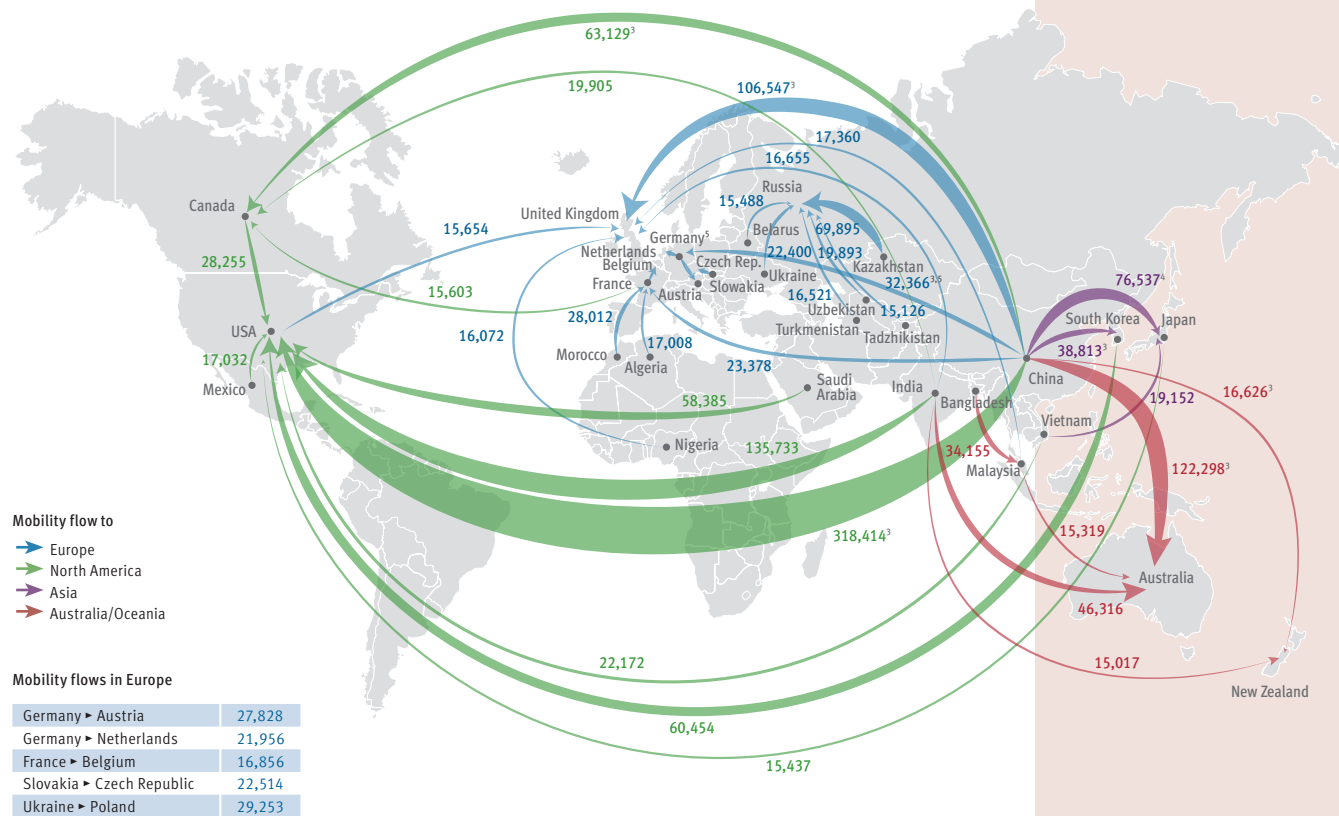 63,129³
19,905
106,547³
17,360
16,655
Russia
15,488
Canada
United Kingdom
15,654
Germany⁵
Belarus
69,895
Netherlands
Belgium
Czech Rep.
22,400
19,893
Kazakhstan
28,255
France
Austria
Slowakia
Ukraine
32,366³,⁵
76,537⁴
15,603
16,521
Uzbekistan
15,126
South Korea
Japan
USA
16,072
28,012
Turkmenistan
Tadzhikistan
17,032
Morocco
17,008
Algeria
23,378
38,813³
Mexico
Saudi
Arabia
India
China
Bangladesh
16,626³
58,385
19,152
Vietnam
Nigeria
135,733
34,155
Malaysia
122,298³
318,414³
15,319
Australia
46,316
22,172
15,017
New Zealand
60,454
15,437
Mobility flow to
Europe
North America
Asia
Australia/Oceania
Mobility flows in Europe
Germany ► Austria 27,828
Germany ► Netherlands 21,956
France ► Belgium 16,856
Slovakia ► Czech Republic 22,514
Ukraine ► Poland 29,253